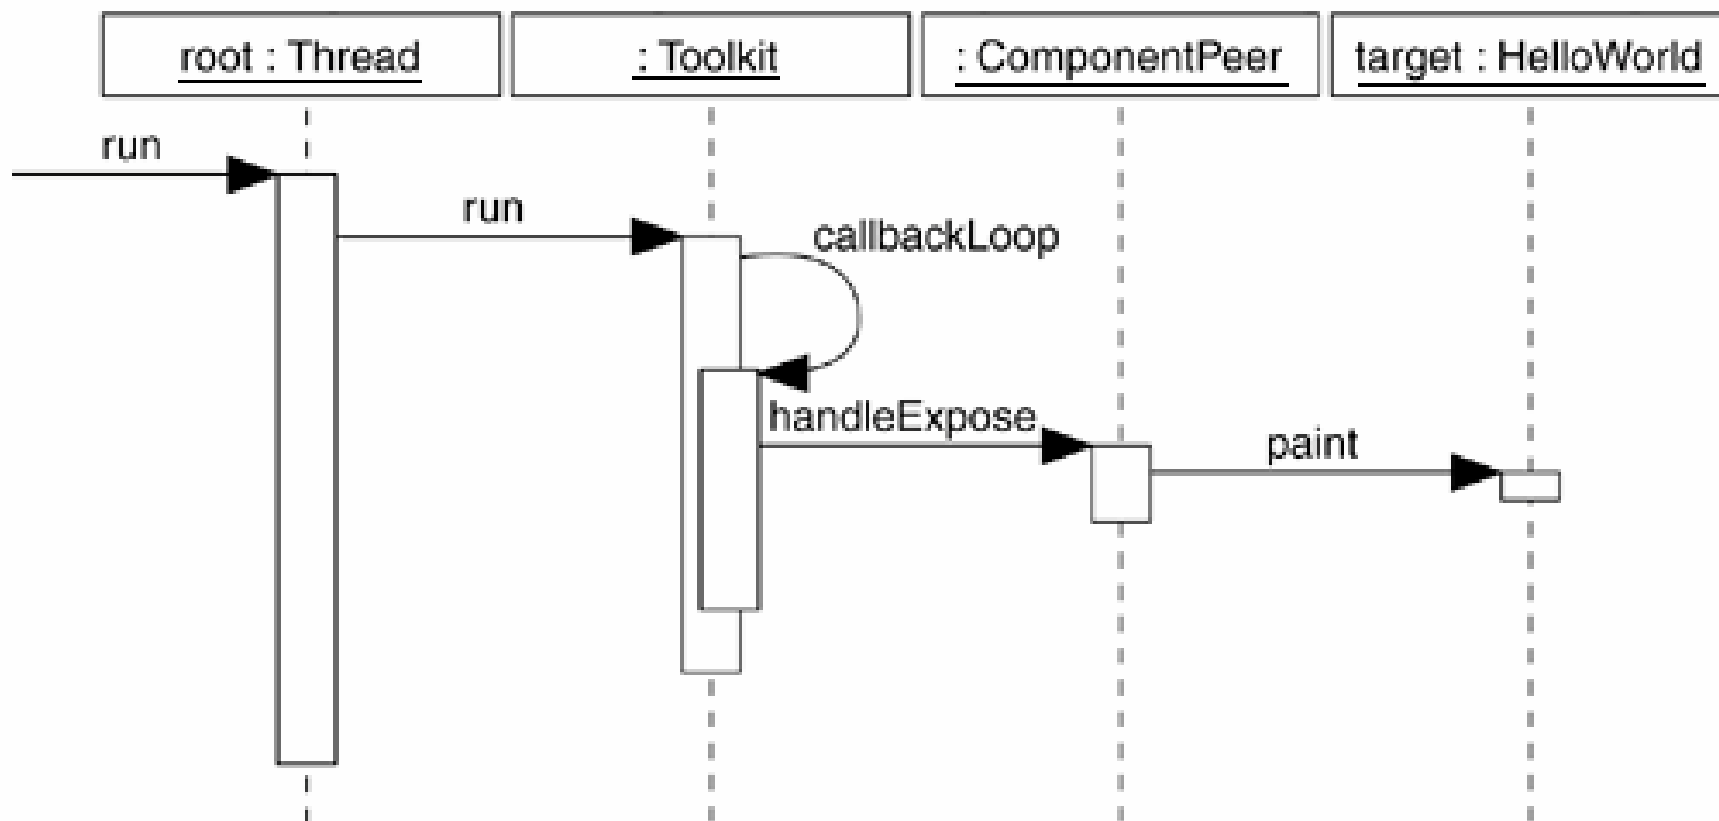 root : Thread
: Toolkit
: ComponentPeer
target : HelloWorld
run
run
callbackLoop
handleExpose
paint